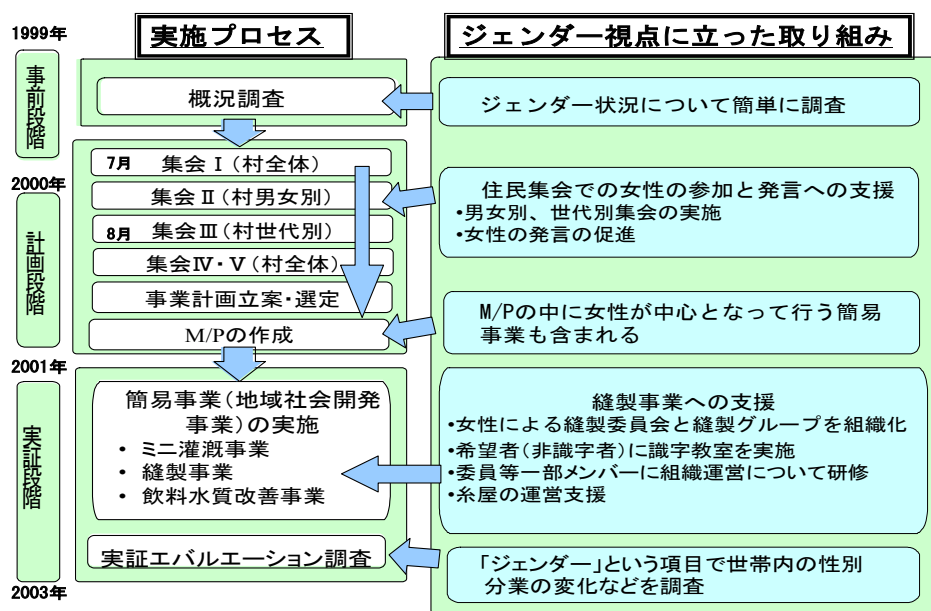 1999年
実施プロセス
ジェンダー視点に立った取り組み
事前段階
概況調査
ジェンダー状況について簡単に調査
2000年
計画段階
7月 集会Ⅰ(村全体)
集会Ⅱ(村男女別)
8月 集会Ⅲ(村世代別)
集会Ⅳ・Ⅴ(村全体)
事業計画立案・選定
M/Pの作成
住民集会での女性の参加と発言への支援
・男女別、世代別集会の実施
・女性の発言の促進
M/Pの中に女性が中心となって行う簡易
事業も含まれる
2001年
実証段階
簡易事業(地域社会開発
事業)の実施
・ ミニ灌漑事業
・ 縫製事業
・ 飲料水質改善事業
縫製事業への支援
・女性による縫製委員会と縫製グループを組織化
・希望者(非識字者)に識字教室を実施
・委員等一部メンバーに組織運営について研修
・糸屋の運営支援
実証エバルエーション調査
「ジェンダー」という項目で世帯内の性別
分業の変化などを調査
2003年